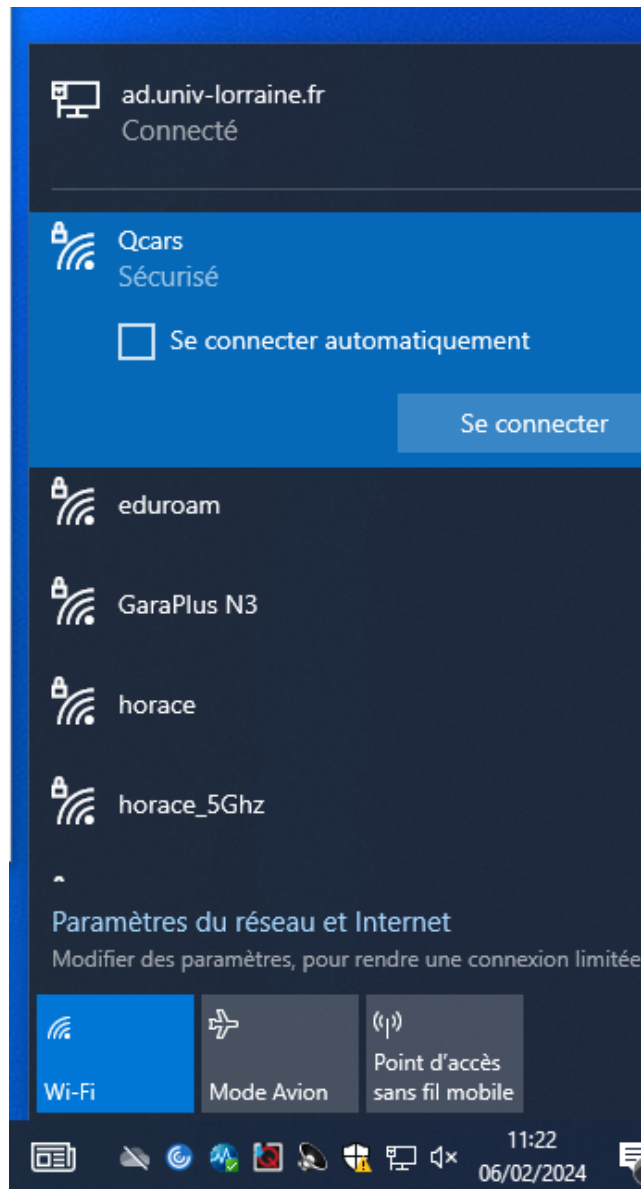 ad.univ-lorraine.fr
Connecté
Qcars
Sécurisé
Se connecter automatiquement
Se connecter
eduroam
GaraPlus N3
horace
horace_5Ghz
Paramètres du réseau et Internet
Modifier des paramètres, pour rendre une connexion limitée
Wi-Fi
Mode Avion
Point d'accès
sans fil mobile
11:22
06/02/2024